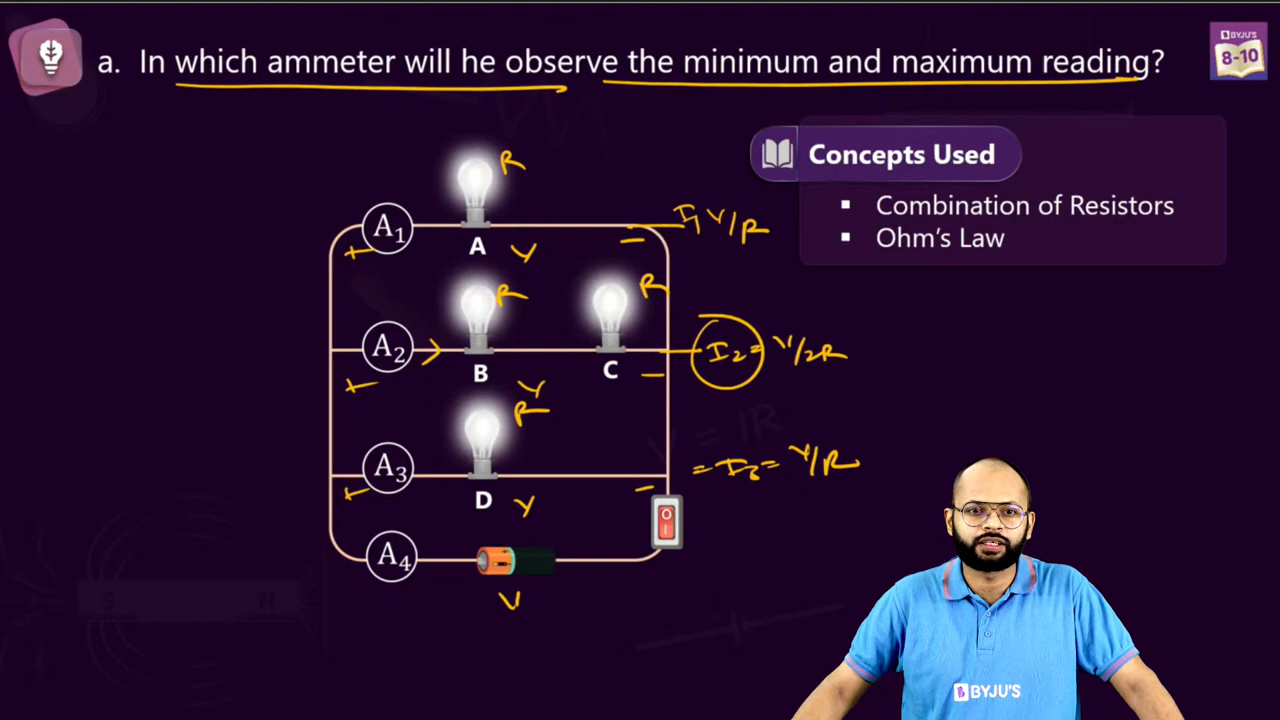 a. In which ammeter will he observe the minimum and maximum reading?
BYJU'S
8-10
Concepts Used
▪ Combination of Resistors
▪ Ohm's Law
R
A₁
I₁ V/R
+
A
V
−
R
R
A₂
I₂ = V/2R
+
B
V
C
−
R
A₃
= I₃ = V/R
+
D
V
−
O
I
A₄
V
V = IR
S
N
BYJU'S